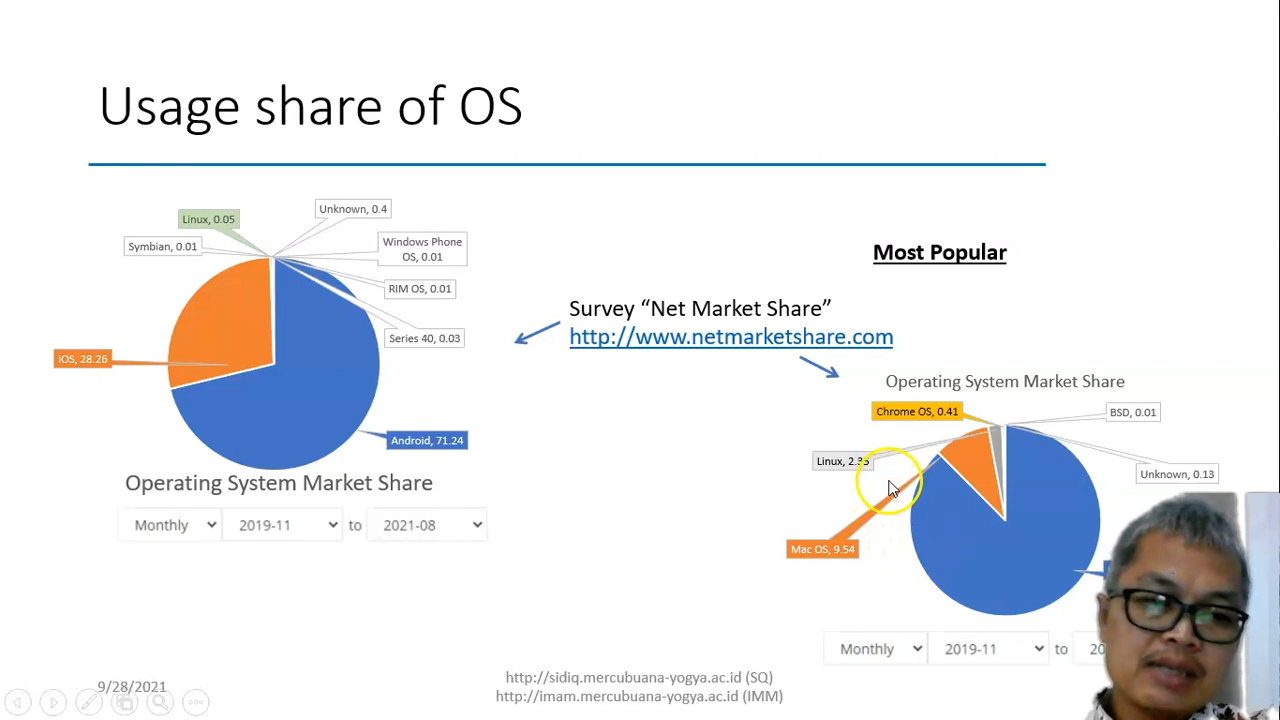 Usage share of OS
Linux, 0.05
Unknown, 0.4
Symbian, 0.01
Windows Phone
OS, 0.01
RIM OS, 0.01
Series 40, 0.03
iOS, 28.26
Android, 71.24
Operating System Market Share
Monthly 2019-11 to 2021-08
Survey “Net Market Share”
http://www.netmarketshare.com
Most Popular
Operating System Market Share
Chrome OS, 0.41
BSD, 0.01
Linux, 2.35
Unknown, 0.13
Mac OS, 9.54
Monthly 2019-11 to
9/28/2021
http://sidiq.mercubuana-yogya.ac.id (SQ)
http://imam.mercubuana-yogya.ac.id (IMM)